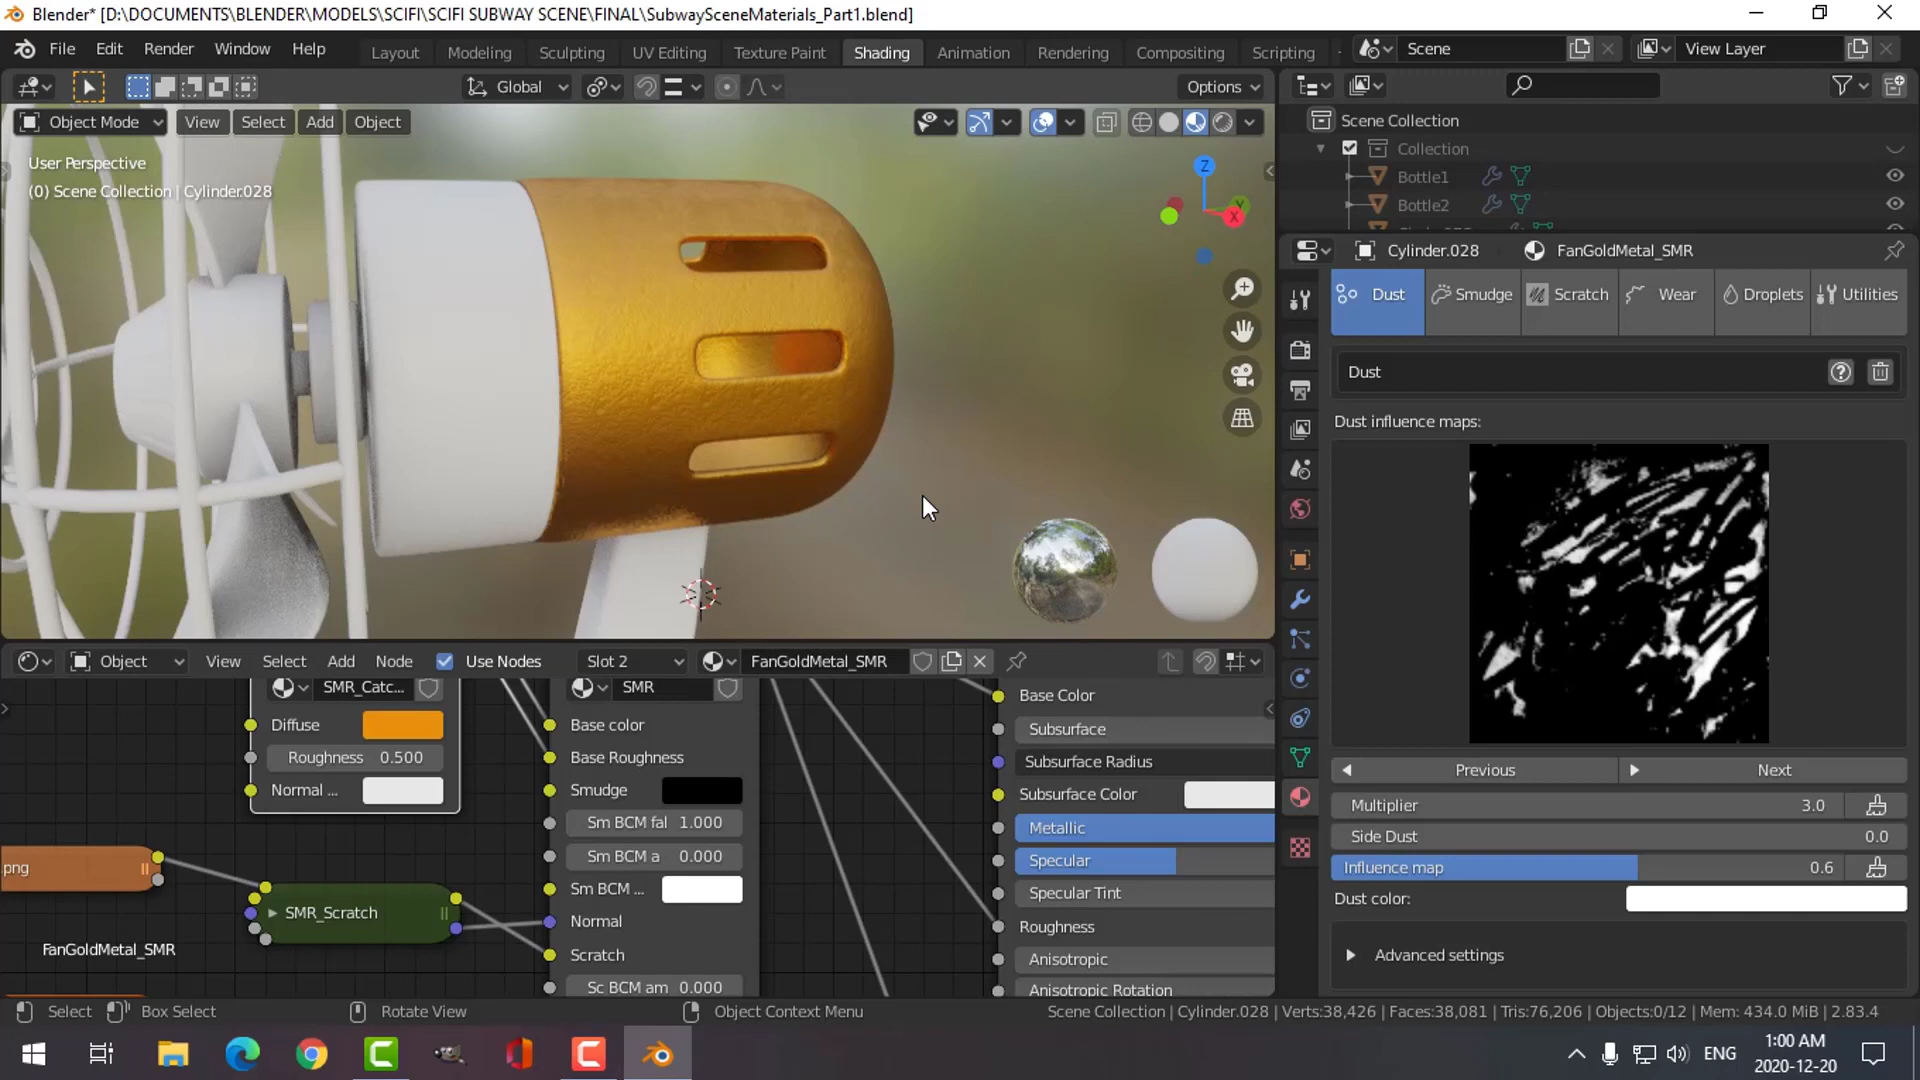 Blender* [D:\DOCUMENTS\BLENDER\MODELS\SCIFI\SCIFI SUBWAY SCENE\FINAL\SubwaySceneMaterials_Part1.blend]
File Edit Render Window Help Layout Modeling Sculpting UV Editing Texture Paint Shading Animation Rendering Compositing Scripting Scene View Layer
Global Options
Object Mode View Select Add Object
User Perspective
(0) Scene Collection | Cylinder.028
Z
Y
X
Scene Collection
Collection
Bottle1
Bottle2
Cylinder.028 FanGoldMetal_SMR
Dust Smudge Scratch Wear Droplets Utilities
Dust
Dust influence maps:
Previous Next
Multiplier 3.0
Side Dust 0.0
Influence map 0.6
Dust color:
Advanced settings
Object View Select Add Node Use Nodes Slot 2 FanGoldMetal_SMR
SMR_Catc...
Diffuse
Roughness 0.500
Normal ...
.png
SMR_Scratch
FanGoldMetal_SMR
SMR
Base color
Base Roughness
Smudge
Sm BCM fal 1.000
Sm BCM a 0.000
Sm BCM ...
Normal
Scratch
Sc BCM am 0.000
Base Color
Subsurface
Subsurface Radius
Subsurface Color
Metallic
Specular
Specular Tint
Roughness
Anisotropic
Anisotropic Rotation
Select Box Select Rotate View Object Context Menu Scene Collection | Cylinder.028 | Verts:38,426 | Faces:38,081 | Tris:76,206 | Objects:0/12 | Mem: 434.0 MiB | 2.83.4
ENG
1:00 AM
2020-12-20